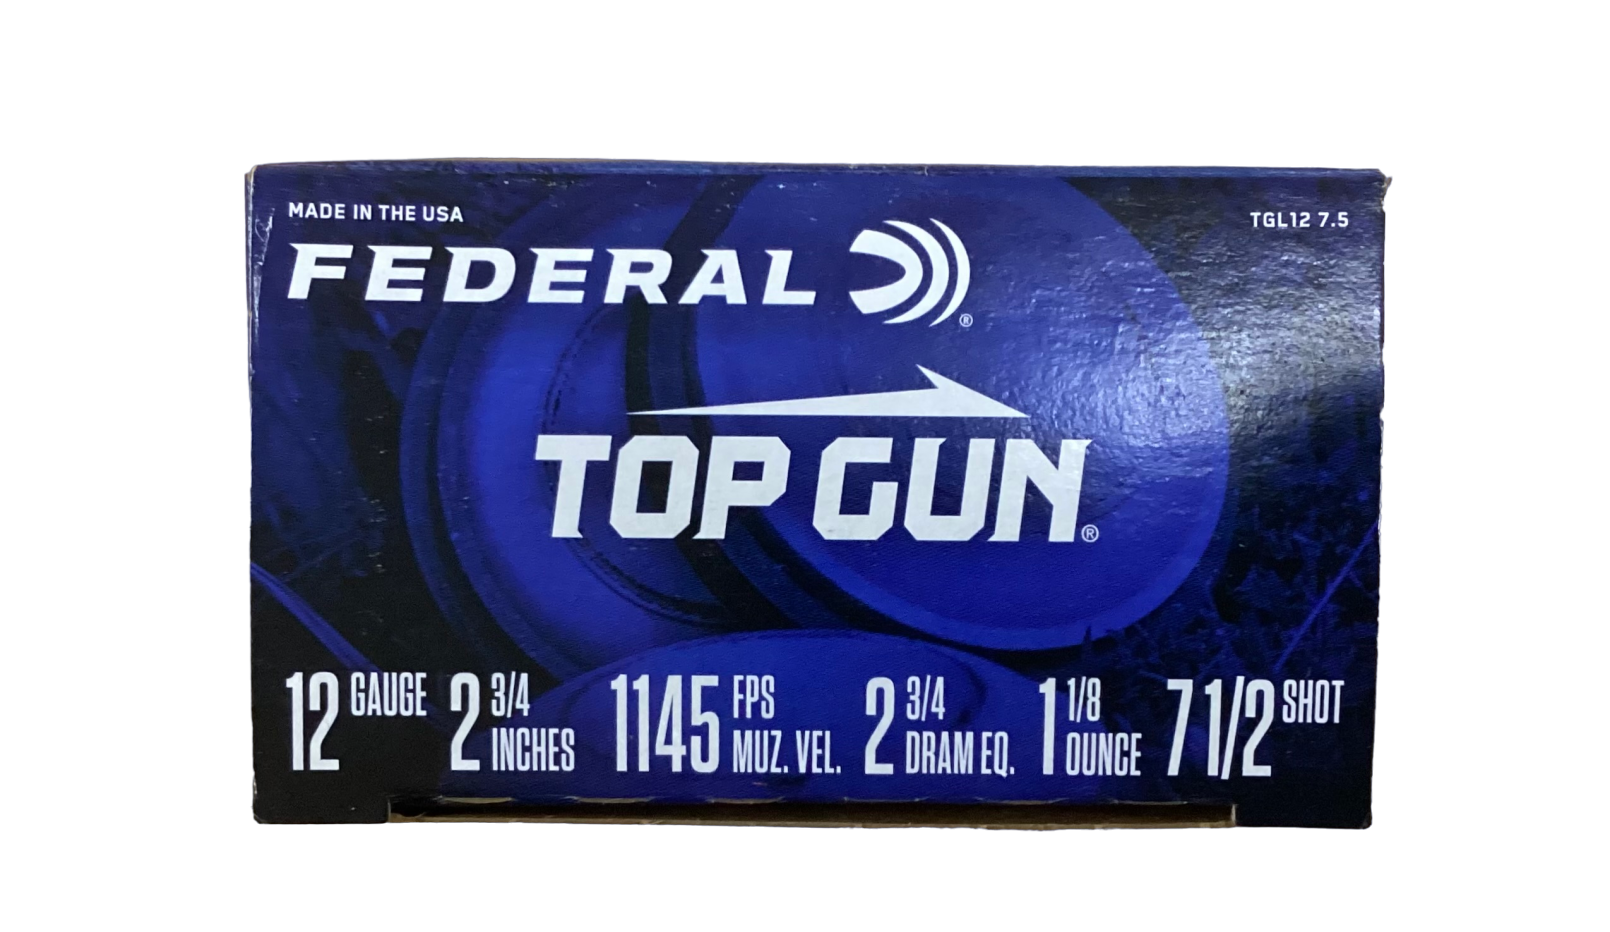 MADE IN THE USA
TGL12 7.5
FEDERAL ®
TOP GUN ®
12 GAUGE 2 3/4 INCHES 1145 FPS MUZ. VEL. 2 3/4 DRAM EQ. 1 1/8 OUNCE 7 1/2 SHOT